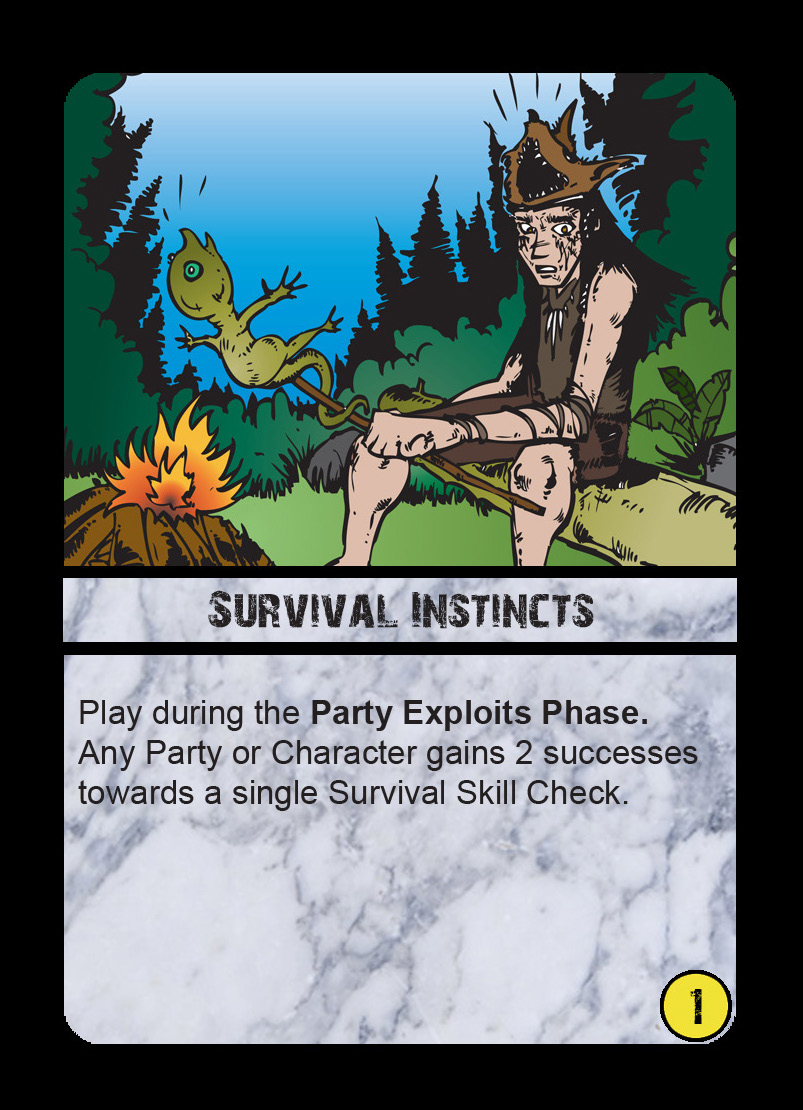 Survival Instincts
Play during the Party Exploits Phase.
Any Party or Character gains 2 successes
towards a single Survival Skill Check.
1